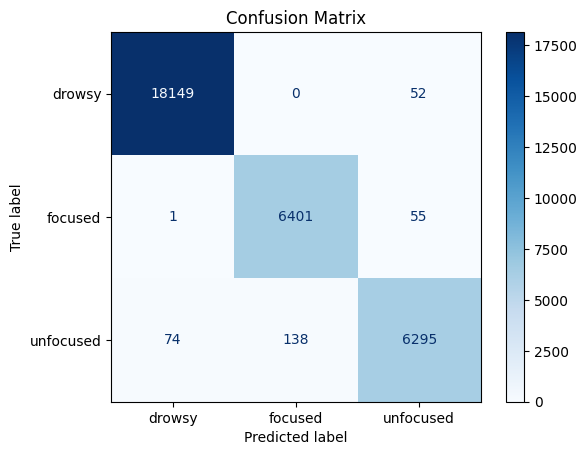 Confusion Matrix
True label
drowsy 18149 0 52
focused 1 6401 55
unfocused 74 138 6295
drowsy focused unfocused
Predicted label
17500
15000
12500
10000
7500
5000
2500
0